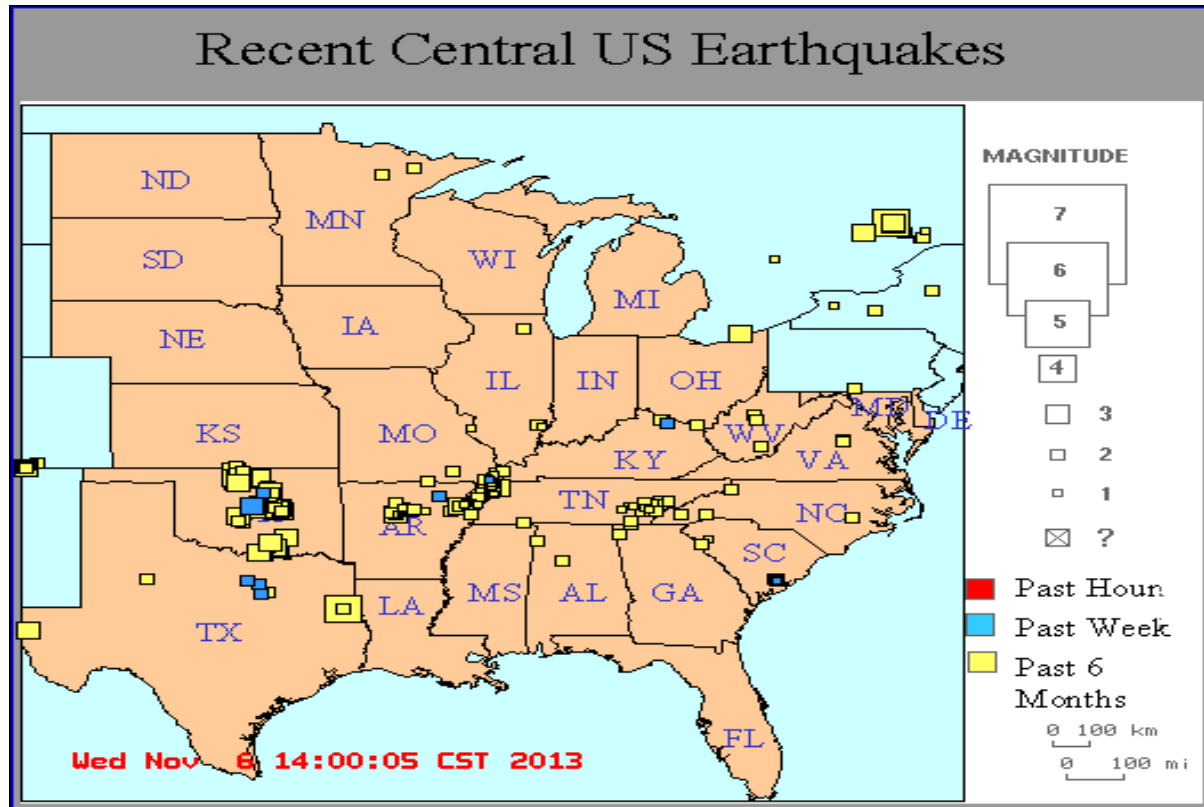 Recent Central US Earthquakes
MAGNITUDE
7
6
5
4
3
2
1
?
Past Hour
Past Week
Past 6
Months
0 100 km
0 100 mi
ND
MN
SD
WI
MI
NE
IA
IL
IN
OH
KS
MO
WV
MD
DE
KY
VA
TN
NC
AR
SC
MS
AL
GA
LA
TX
FL
Wed Nov 6 14:00:05 CST 2013